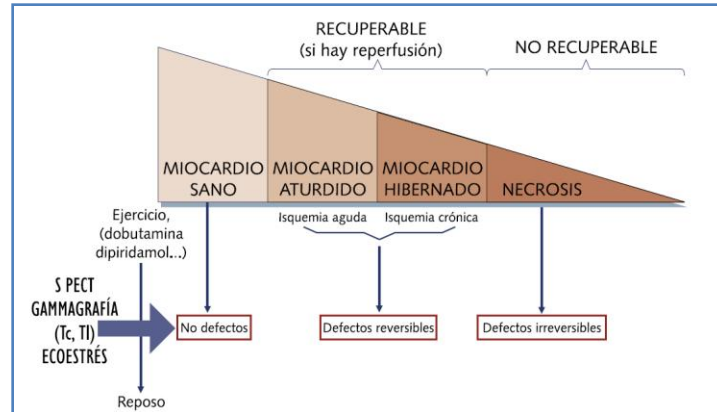 RECUPERABLE
(si hay reperfusión)
NO RECUPERABLE
MIOCARDIO
SANO
MIOCARDIO
ATURDIDO
MIOCARDIO
HIBERNADO
NECROSIS
Isquemia aguda
Isquemia crónica
Ejercicio,
(dobutamina
dipiridamol...)
S PECT
GAMMAGRAFÍA
(Tc, Tl)
ECOESTRÉS
No defectos
Defectos reversibles
Defectos irreversibles
Reposo